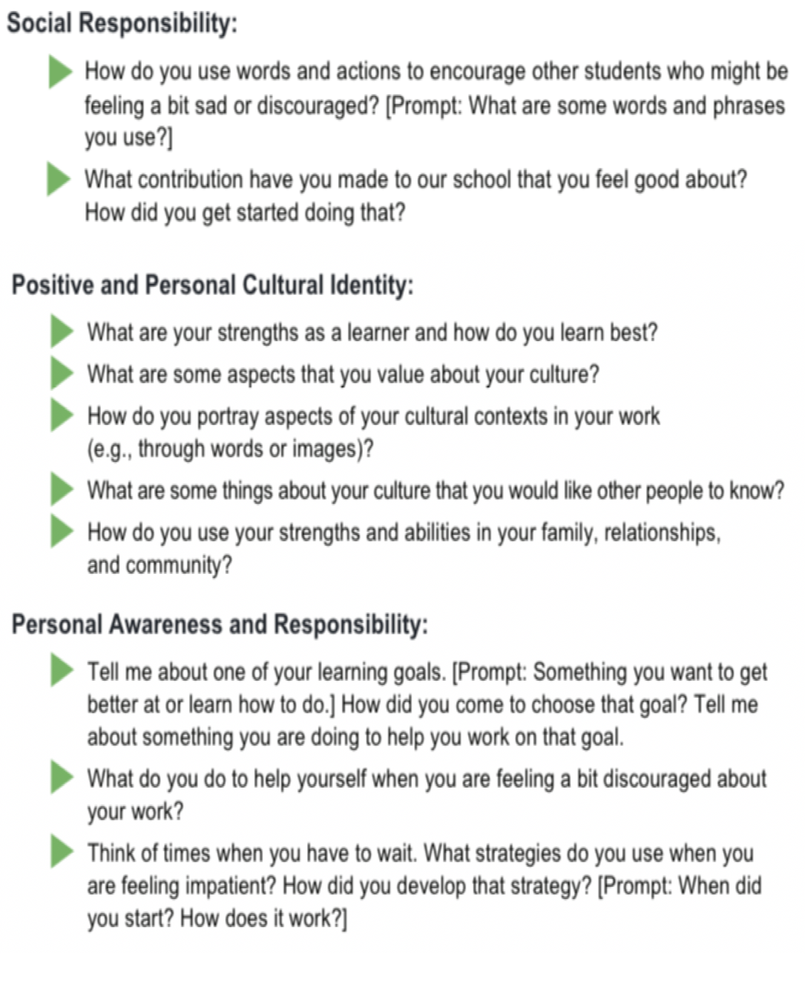 Social Responsibility:
How do you use words and actions to encourage other students who might be
feeling a bit sad or discouraged? [Prompt: What are some words and phrases
you use?]
What contribution have you made to our school that you feel good about?
How did you get started doing that?
Positive and Personal Cultural Identity:
What are your strengths as a learner and how do you learn best?
What are some aspects that you value about your culture?
How do you portray aspects of your cultural contexts in your work
(e.g., through words or images)?
What are some things about your culture that you would like other people to know?
How do you use your strengths and abilities in your family, relationships,
and community?
Personal Awareness and Responsibility:
Tell me about one of your learning goals. [Prompt: Something you want to get
better at or learn how to do.] How did you come to choose that goal? Tell me
about something you are doing to help you work on that goal.
What do you do to help yourself when you are feeling a bit discouraged about
your work?
Think of times when you have to wait. What strategies do you use when you
are feeling impatient? How did you develop that strategy? [Prompt: When did
you start? How does it work?]